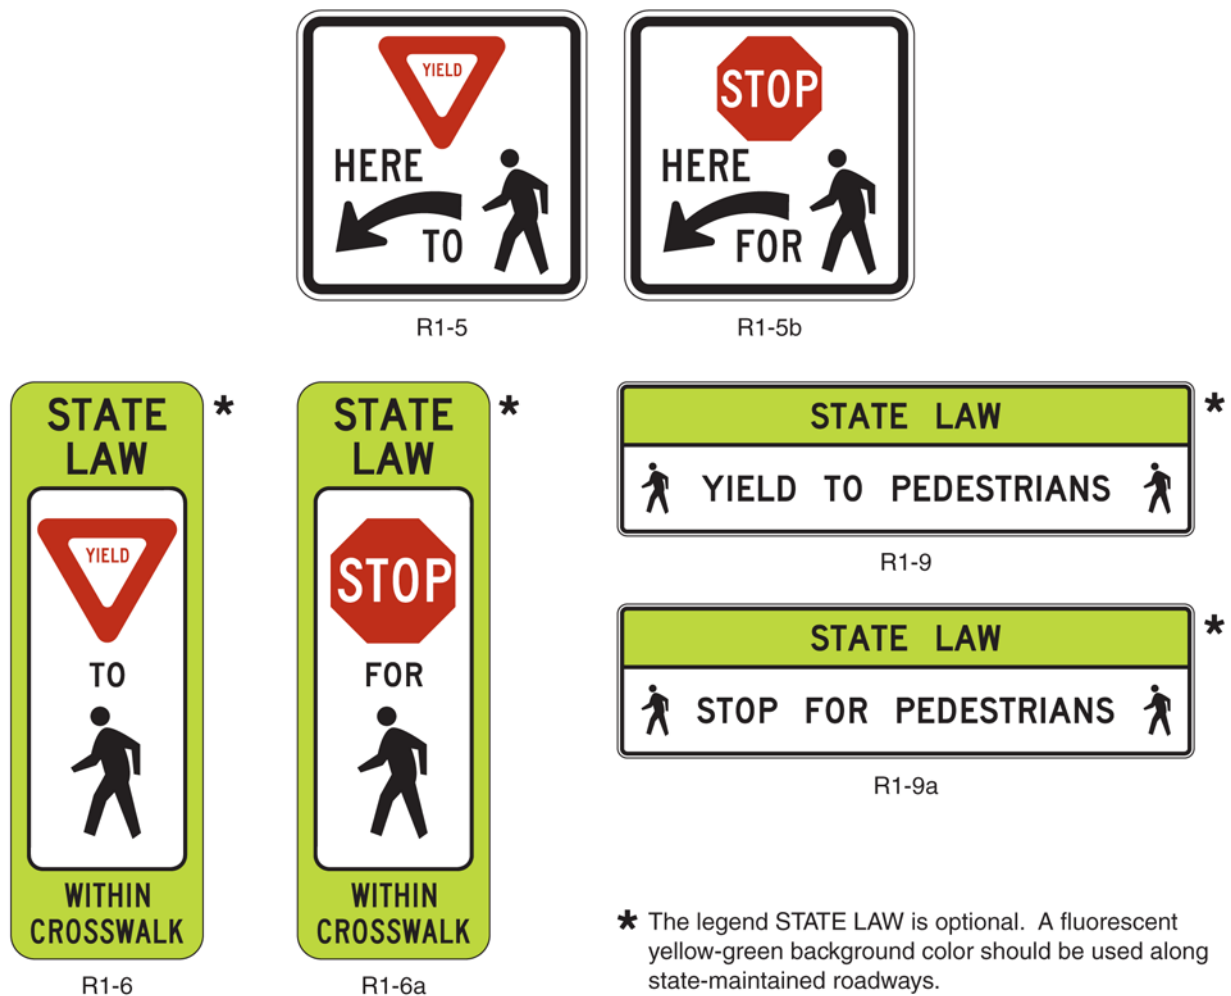 YIELD
HERE
TO
R1-5
STOP
HERE
FOR
R1-5b
STATE
LAW
*
YIELD
TO
WITHIN
CROSSWALK
R1-6
STATE
LAW
*
STOP
FOR
WITHIN
CROSSWALK
R1-6a
STATE LAW
*
YIELD TO PEDESTRIANS
R1-9
STATE LAW
*
STOP FOR PEDESTRIANS
R1-9a
* The legend STATE LAW is optional. A fluorescent
yellow-green background color should be used along
state-maintained roadways.